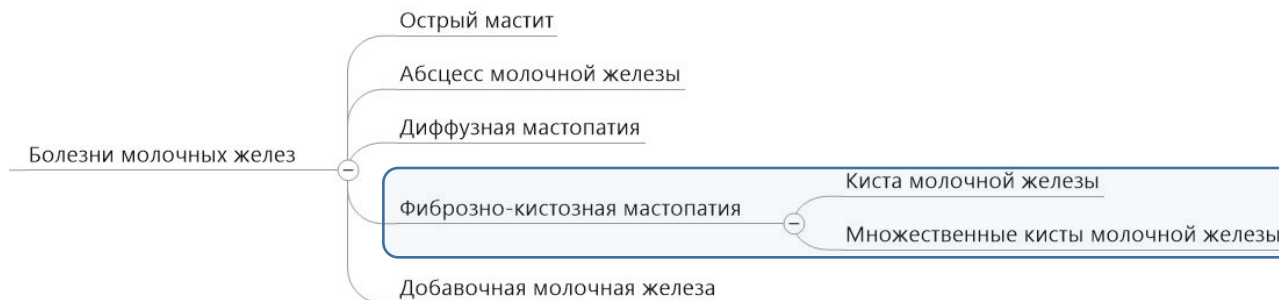 Острый мастит
Абсцесс молочной железы
Диффузная мастопатия
Болезни молочных желез
Киста молочной железы
Фиброзно-кистозная мастопатия
Множественные кисты молочной железы
Добавочная молочная железа